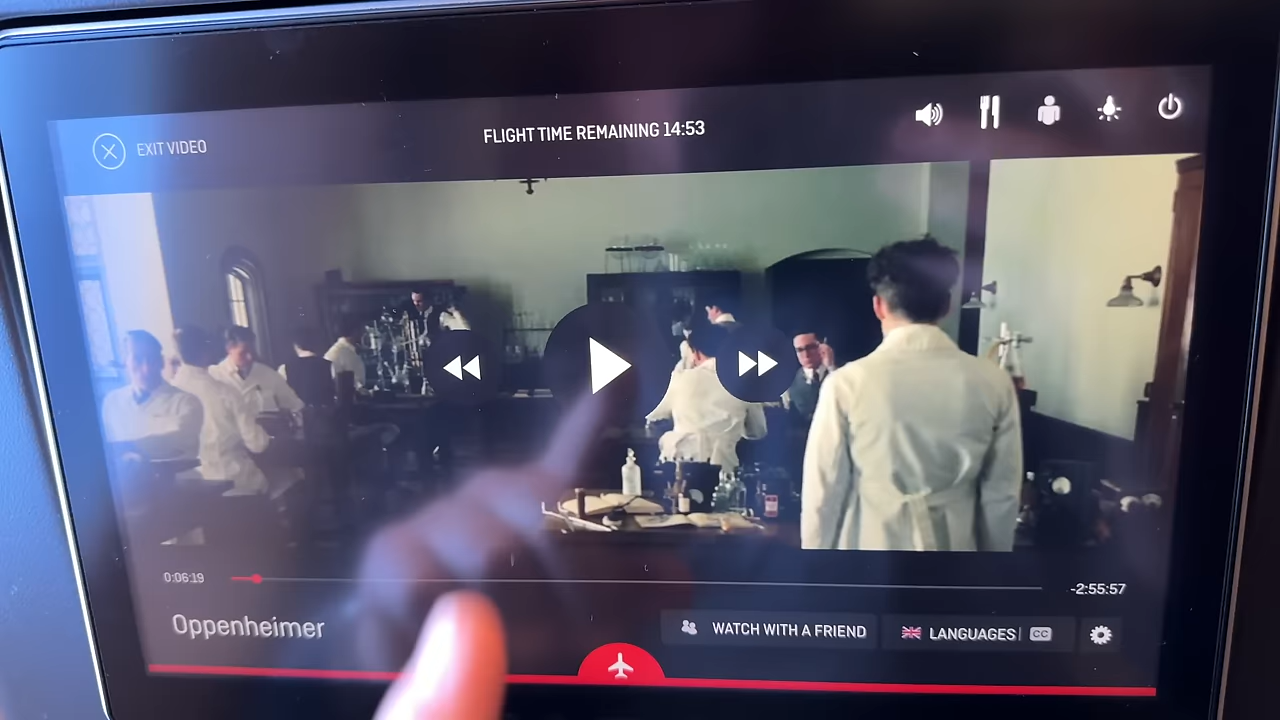 EXIT VIDEO
FLIGHT TIME REMAINING 14:53
0:06:19
-2:55:57
Oppenheimer
WATCH WITH A FRIEND
LANGUAGES CC